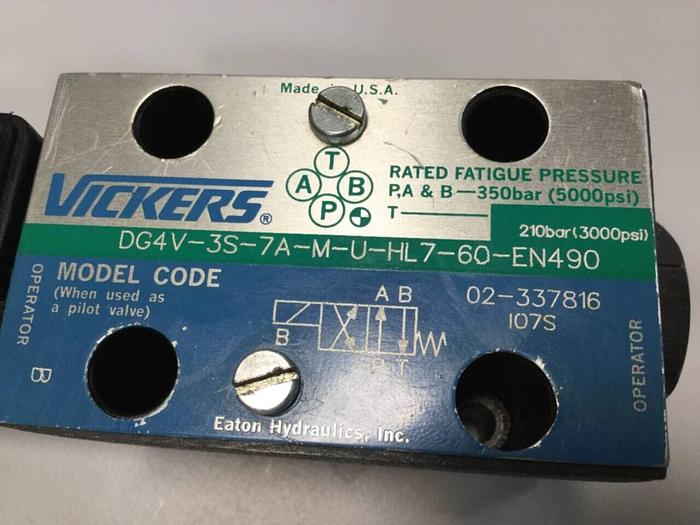 Made in U.S.A.
T
A B
P
VICKERS®
RATED FATIGUE PRESSURE
P,A & B—350bar (5000psi)
T— 210bar(3000psi)
DG4V-3S-7A-M-U-HL7-60-EN490
MODEL CODE
(When used as
a pilot valve)
02-337816
107S
A B
B
P T
OPERATOR
B
OPERATOR
Eaton Hydraulics, Inc.